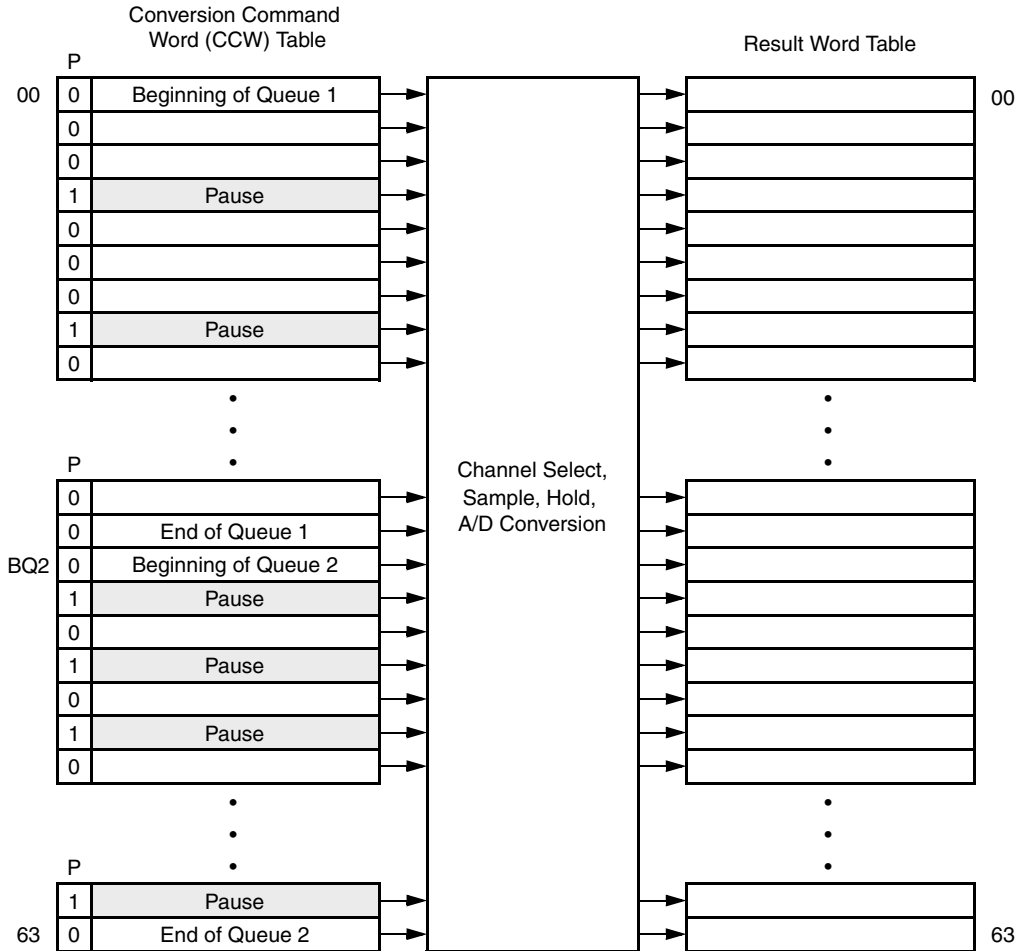 Conversion Command
Word (CCW) Table
Result Word Table
P
00 0 Beginning of Queue 1 00
0
0
1 Pause
0
0
0
1 Pause
0
P
0
0 End of Queue 1
BQ2 0 Beginning of Queue 2
1 Pause
0
1 Pause
0
1 Pause
0
Channel Select,
Sample, Hold,
A/D Conversion
P
1 Pause
63 0 End of Queue 2 63